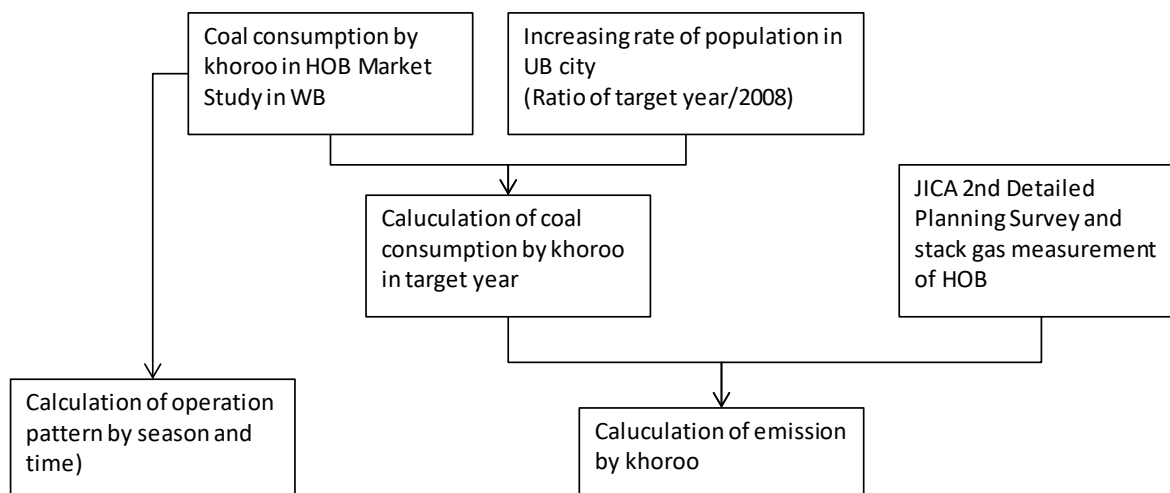 Coal consumption by
khoroo in HOB Market
Study in WB
Increasing rate of population in
UB city
(Ratio of target year/2008)
JICA 2nd Detailed
Planning Survey and
stack gas measurement
of HOB
Caluculation of coal
consumption by khoroo
in target year
Calculation of operation
pattern by season and
time)
Caluculation of emission
by khoroo